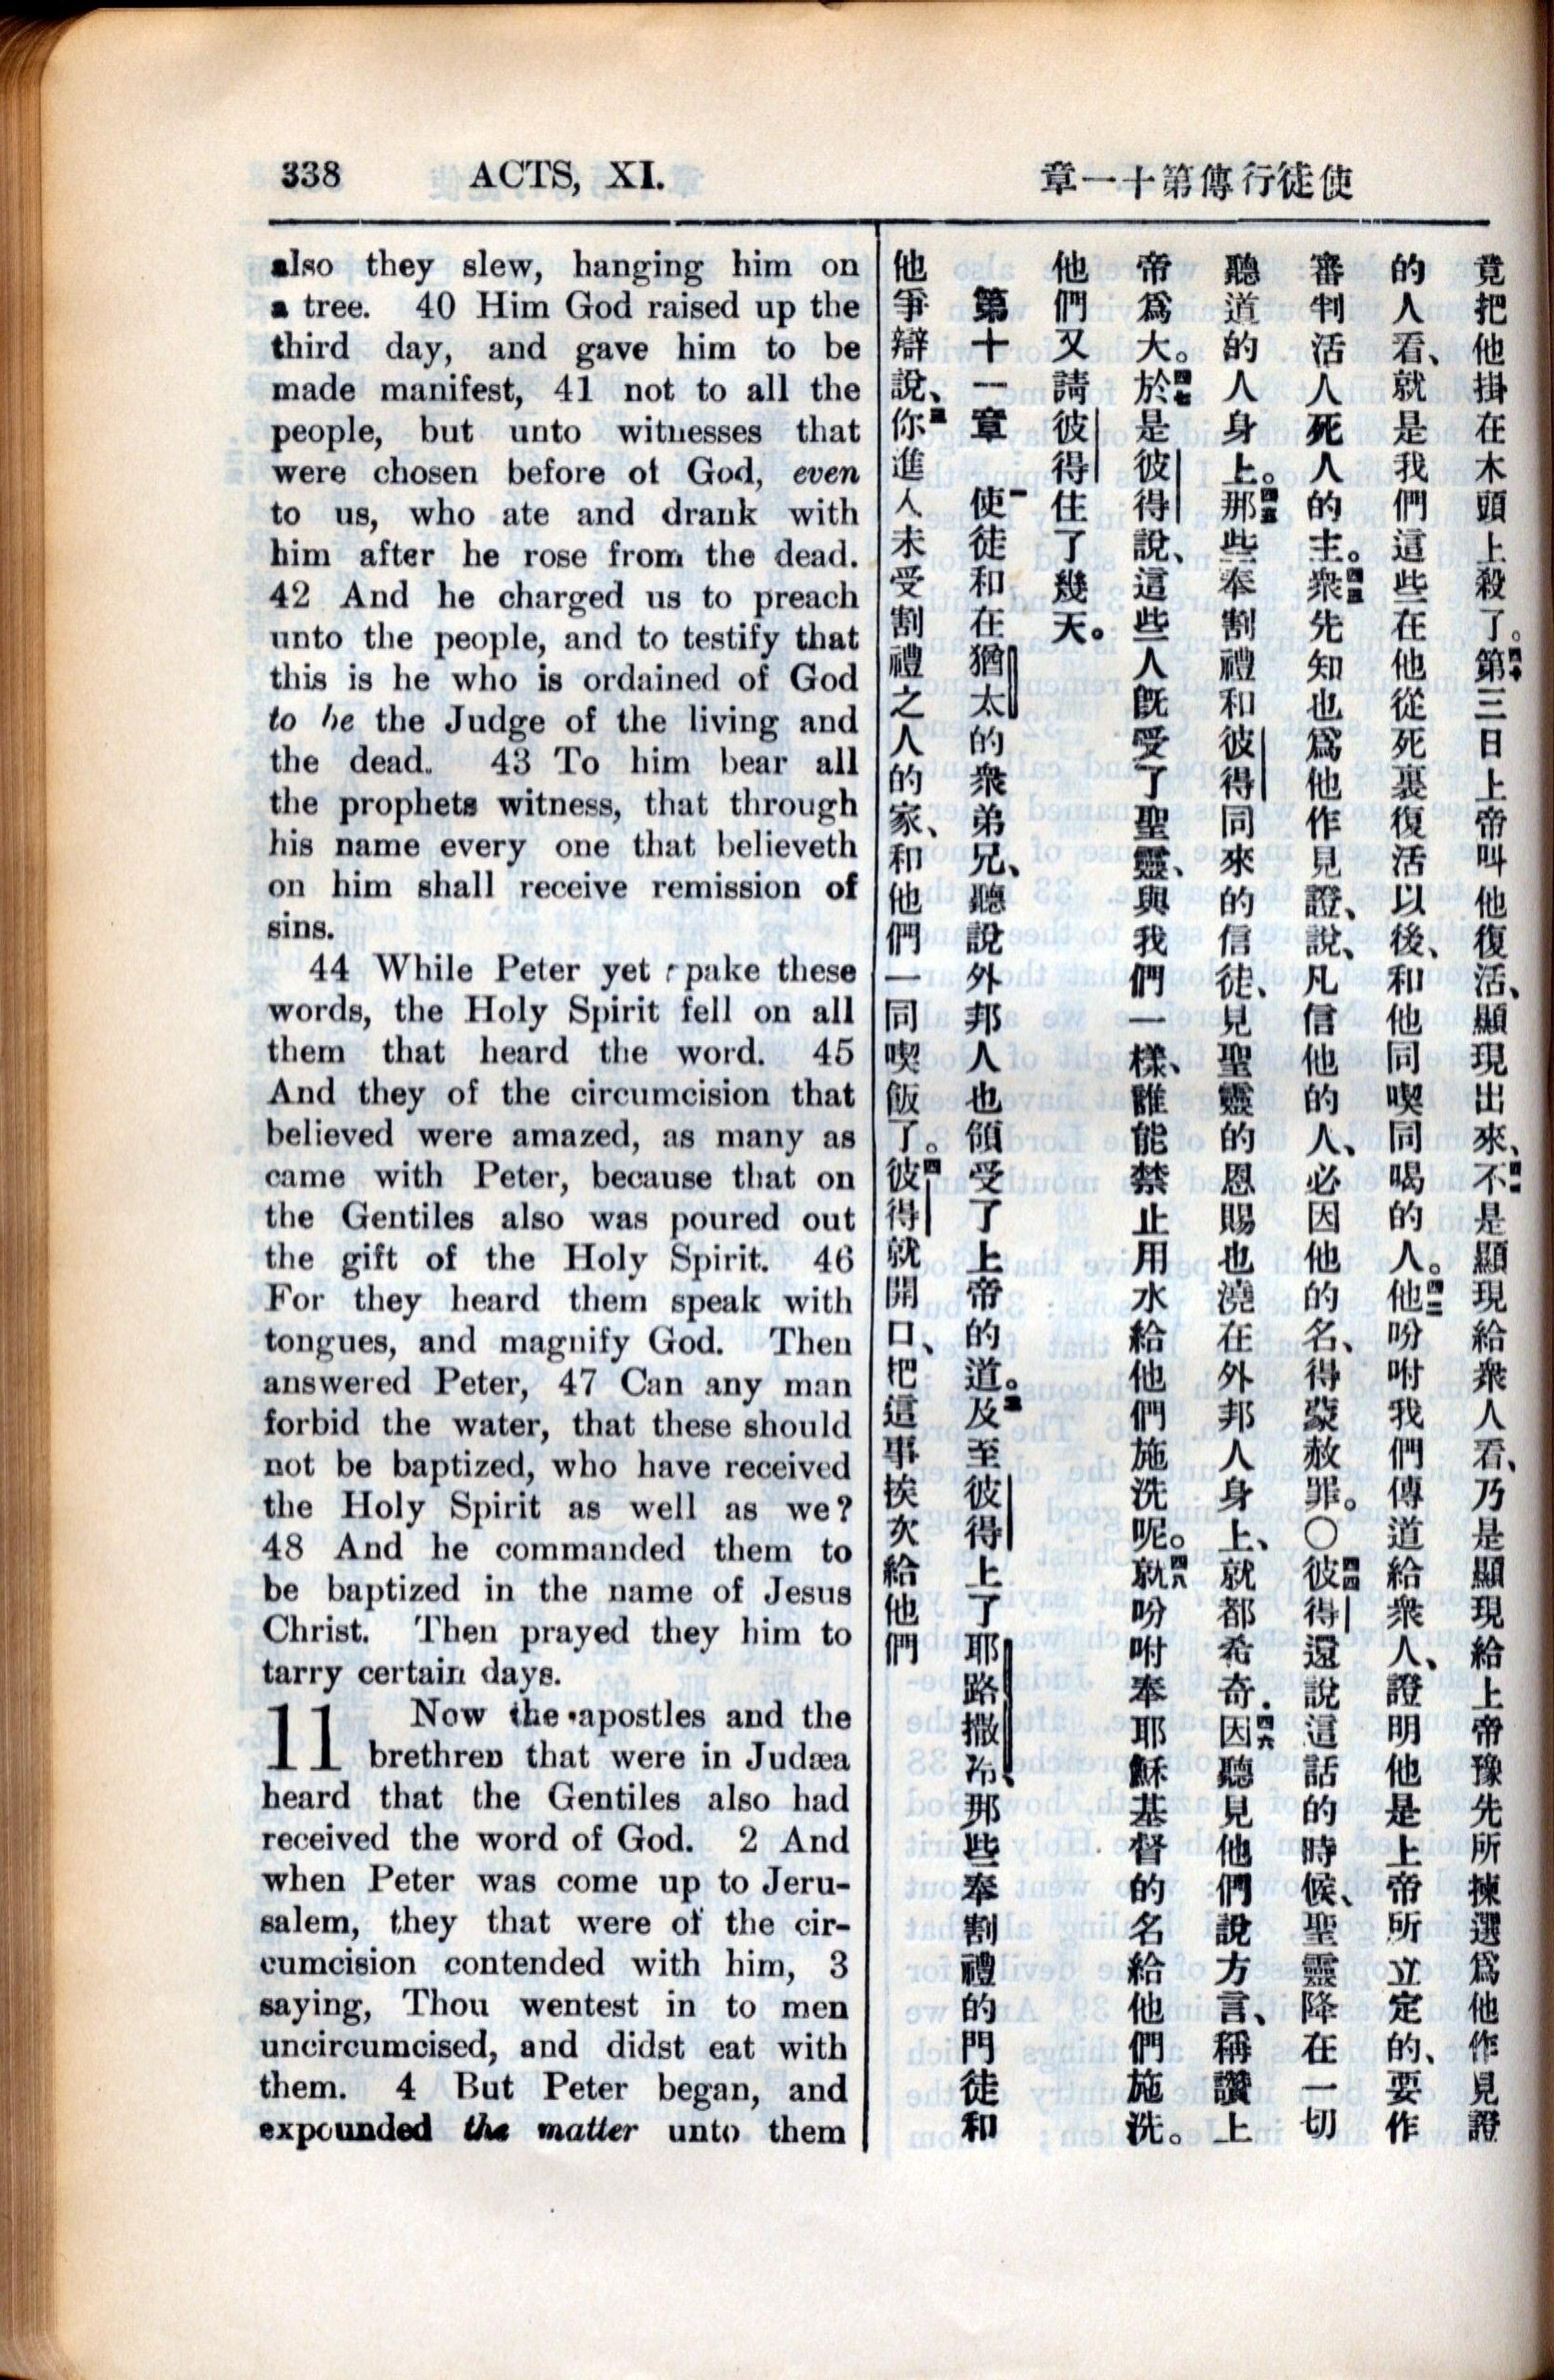 338 ACTS, XI.
使徒行傳第十一章
also they slew, hanging him on
a tree. 40 Him God raised up the
third day, and gave him to be
made manifest, 41 not to all the
people, but unto witnesses that
were chosen before of God, even
to us, who ate and drank with
him after he rose from the dead.
42 And he charged us to preach
unto the people, and to testify that
this is he who is ordained of God
to be the Judge of the living and
the dead. 43 To him bear all
the prophets witness, that through
his name every one that believeth
on him shall receive remission of
sins.
44 While Peter yet spake these
words, the Holy Spirit fell on all
them that heard the word. 45
And they of the circumcision that
believed were amazed, as many as
came with Peter, because that on
the Gentiles also was poured out
the gift of the Holy Spirit. 46
For they heard them speak with
tongues, and magnify God. Then
answered Peter, 47 Can any man
forbid the water, that these should
not be baptized, who have received
the Holy Spirit as well as we?
48 And he commanded them to
be baptized in the name of Jesus
Christ. Then prayed they him to
tarry certain days.
11 Now the apostles and the
brethren that were in Judæa
heard that the Gentiles also had
received the word of God. 2 And
when Peter was come up to Jeru-
salem, they that were of the cir-
cumcision contended with him, 3
saying, Thou wentest in to men
uncircumcised, and didst eat with
them. 4 But Peter began, and
expounded the matter unto them
竟把他掛在木頭上殺了。四十第三日上帝叫他復活、顯現出來、四一不是顯現給衆人看、乃是顯現給上帝豫先所揀選爲他作見證
的人看、就是我們這些在他從死裏復活以後、和他同喫同喝的人。四二他吩咐我們傳道給衆人、證明他是上帝所立定的、要作
審判活人死人的主。四三衆先知也爲他作見證、說、凡信他的人、必因他的名、得蒙赦罪。〇四四彼得還說這話的時候、聖靈降在一切
聽道的人身上。四五那些奉割禮和彼得同來的信徒、見聖靈的恩賜也澆在外邦人身上、就都希奇．四六因聽見他們說方言、稱讚上
帝爲大。四七於是彼得說、這些人旣受了聖靈、與我們一樣、誰能禁止用水給他們施洗呢。四八就吩咐奉耶穌基督的名給他們施洗。
他們又請彼得住了幾天。
第十一章 一使徒和在猶太的衆弟兄、聽說外邦人也領受了上帝的道。二及至彼得上了耶路撒冷、那些奉割禮的門徒和
他爭辯說、三你進入未受割禮之人的家、和他們一同喫飯了。四彼得就開口、把這事挨次給他們